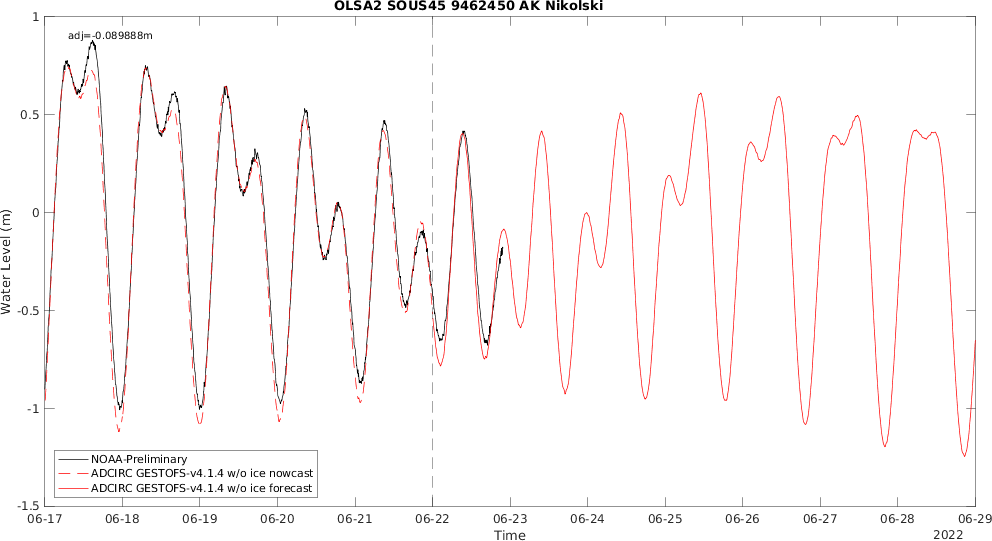 OLSA2 SOUS45 9462450 AK Nikolski
adj=-0.089888m
1
0.5
0
-0.5
-1
-1.5
Water Level (m)
NOAA-Preliminary
ADCIRC GESTOFS-v4.1.4 w/o ice nowcast
ADCIRC GESTOFS-v4.1.4 w/o ice forecast
06-17 06-18 06-19 06-20 06-21 06-22 06-23 06-24 06-25 06-26 06-27 06-28 06-29
Time
2022